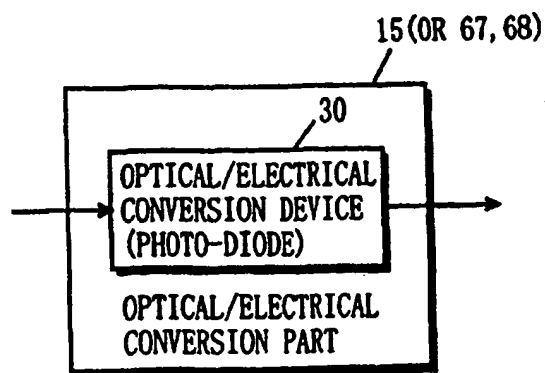 15(OR 67,68)
30
OPTICAL/ELECTRICAL
CONVERSION DEVICE
(PHOTO-DIODE)
OPTICAL/ELECTRICAL
CONVERSION PART